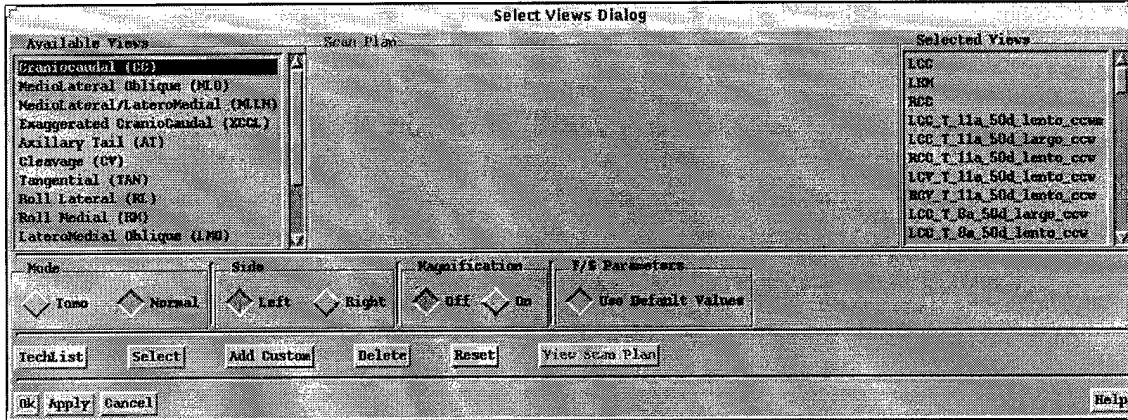 Select Views Dialog
Available Views
Scan Plan
Selected Views
Craniocaudal (CC)
MedioLateral Oblique (MLO)
MedioLateral/LateroMedial (MLLM)
Exaggerated CranioCaudal (XCCL)
Axillary Tail (AT)
Cleavage (CV)
Tangential (TAN)
Roll Lateral (RL)
Roll Medial (RM)
LateroMedial Oblique (LMO)
LCC
LRM
RCC
LCC_T_11a_50d_lento_ccwm
LCC_T_11a_50d_largo_ccw
RCC_T_11a_50d_lento_ccw
LCV_T_11a_50d_lento_ccw
RCV_T_11a_50d_lento_ccw
LCC_T_8a_50d_largo_ccw
LCC_T_8a_50d_lento_ccw
Mode
Side
Magnification
F/S Parameters
Tomo Normal
Left Right
Off On
Use Default Values
TechList Select Add Custom Delete Reset View Scan Plan
Ok Apply Cancel Help